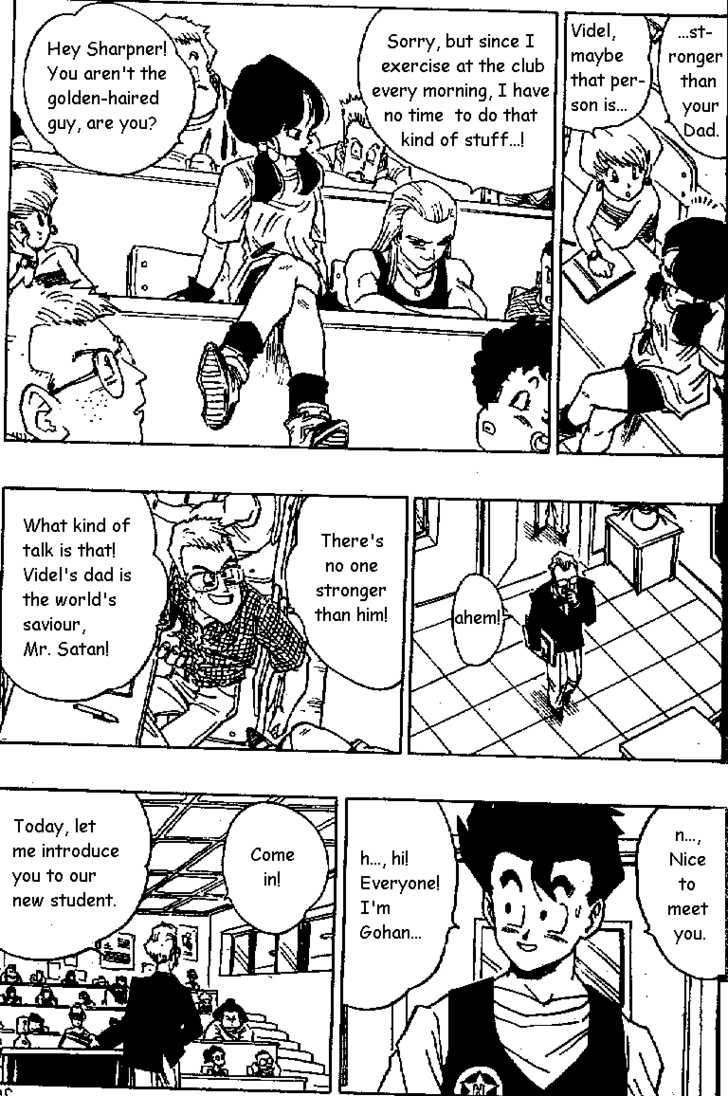 Hey Sharpner!
You aren't the
golden-haired
guy, are you?
Sorry, but since I
exercise at the club
every morning, I have
no time to do that
kind of stuff...!
Videl,
maybe
that per-
son is...
...st-
ronger
than
your
Dad.
What kind of
talk is that!
Videl's dad is
the world's
saviour,
Mr. Satan!
There's
no one
stronger
than him!
ahem!
Today, let
me introduce
you to our
new student.
Come
in!
h..., hi!
Everyone!
I'm
Gohan...
n...,
Nice
to
meet
you.